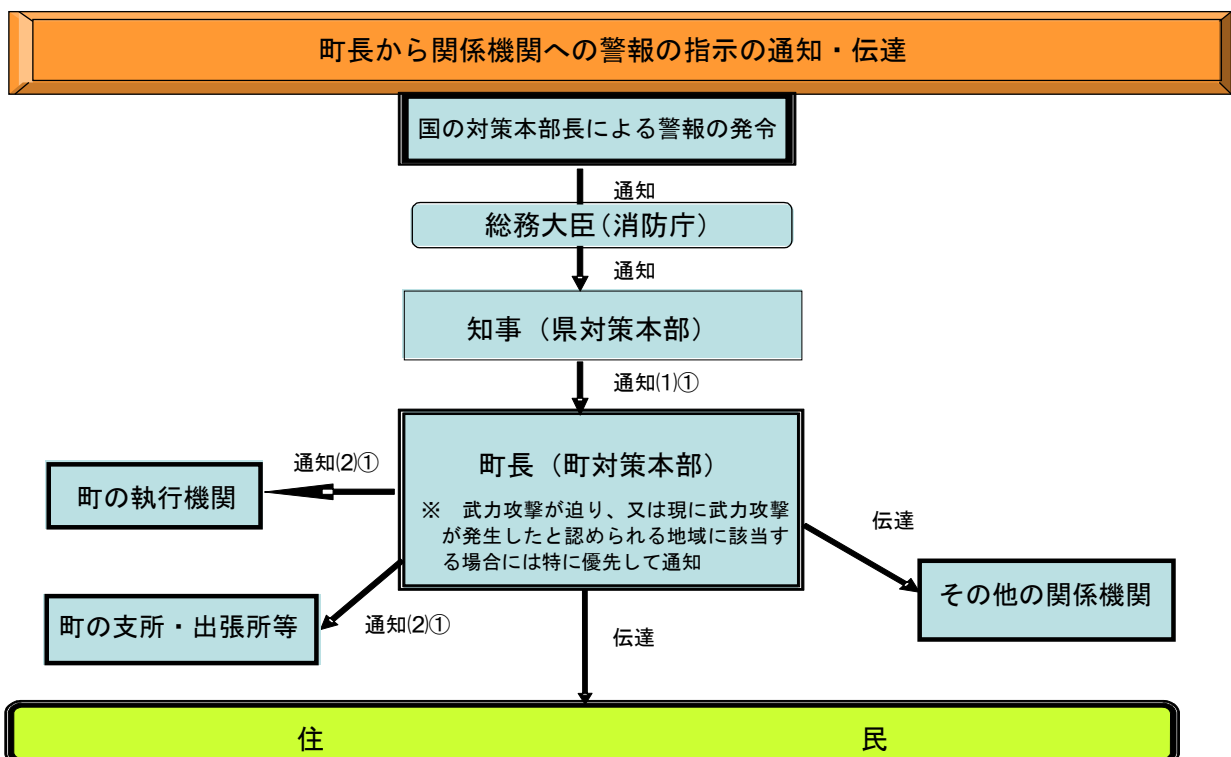 町長から関係機関への警報の指示の通知・伝達
国の対策本部長による警報の発令
通知
総務大臣（消防庁）
通知
知事（県対策本部）
通知⑴①
町長（町対策本部）
※　武力攻撃が迫り、又は現に武力攻撃
が発生したと認められる地域に該当す
る場合には特に優先して通知
通知⑵①
町の執行機関
伝達
その他の関係機関
町の支所・出張所等
通知⑵①
伝達
住　民